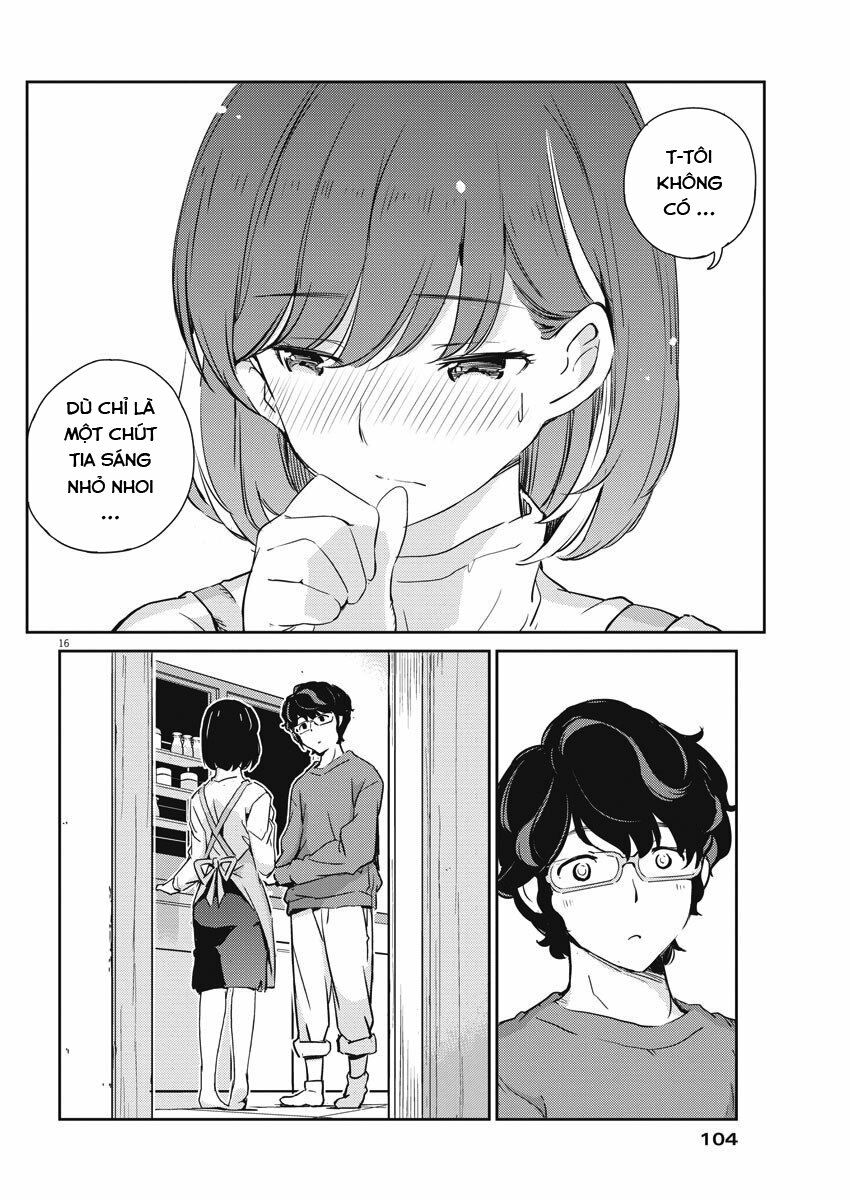 T-TÔI
KHÔNG
CÓ ...
DÙ CHỈ LÀ
MỘT CHÚT
TIA SÁNG
NHỎ NHOI
...
16
104